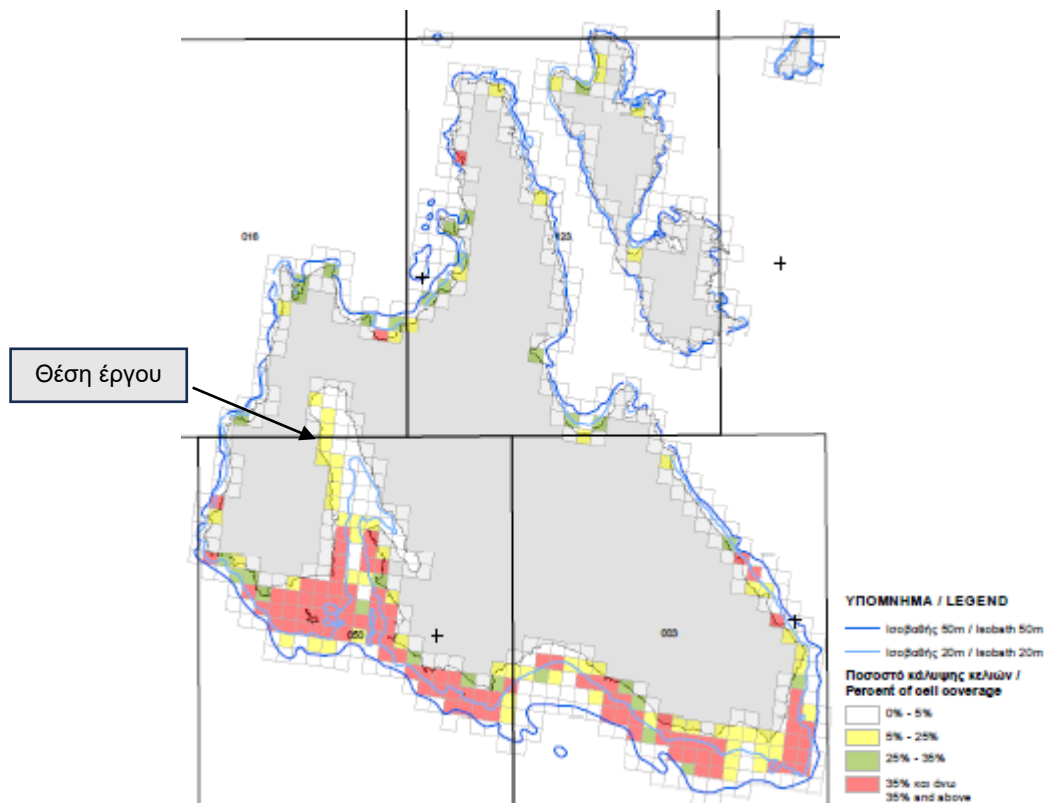 016
023
Θέση έργου
050
003
ΥΠΟΜΝΗΜΑ / LEGEND
Ισοβαθής 50m / Isobath 50m
Ισοβαθής 20m / Isobath 20m
Ποσοστό κάλυψης κελιών /
Percent of cell coverage
0% - 5%
5% - 25%
25% - 35%
35% και άνω
35% and above